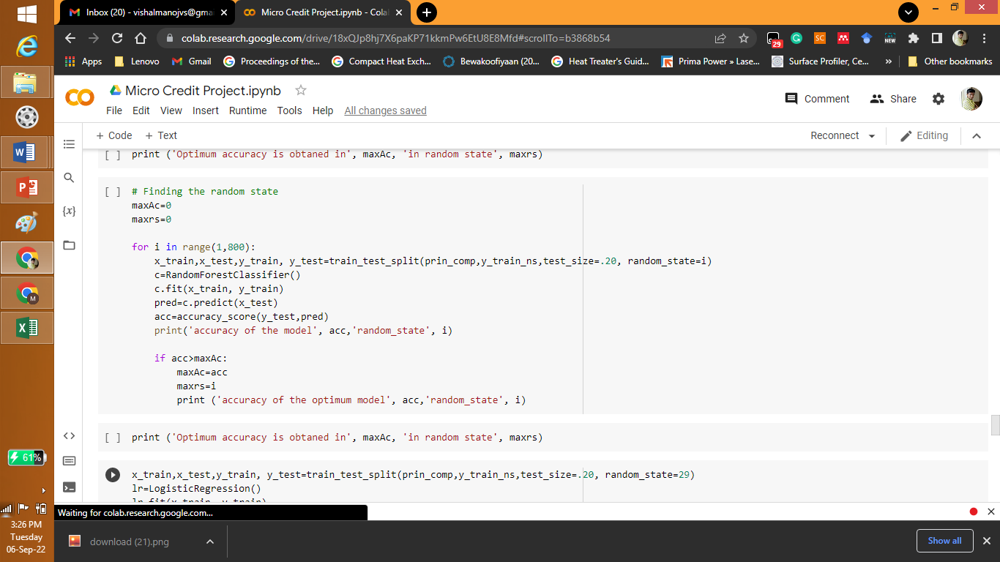 Inbox (20) - vishalmanojvs@gma
Micro Credit Project.ipynb - Cola
colab.research.google.com/drive/18xQJp8hj7X6paKP71kkmPw6EtU8E8Mfd#scrollTo=b3868b54
29
SC
NEW
Apps
Lenovo
Gmail
Proceedings of the...
Compact Heat Exch...
Bewakoofiyaan (20...
Heat Treater's Guid...
Prima Power » Lase...
Surface Profiler, Ce...
»
Other bookmarks
Micro Credit Project.ipynb
Comment
Share
File Edit View Insert Runtime Tools Help All changes saved
+ Code + Text
Reconnect
Editing
[ ] print ('Optimum accuracy is obtaned in', maxAc, 'in random state', maxrs)
[ ] # Finding the random state
maxAc=0
maxrs=0
for i in range(1,800):
x_train,x_test,y_train, y_test=train_test_split(prin_comp,y_train_ns,test_size=.20, random_state=i)
c=RandomForestClassifier()
c.fit(x_train, y_train)
pred=c.predict(x_test)
acc=accuracy_score(y_test,pred)
print('accuracy of the model', acc,'random_state', i)
if acc>maxAc:
maxAc=acc
maxrs=i
print ('accuracy of the optimum model', acc,'random_state', i)
[ ] print ('Optimum accuracy is obtaned in', maxAc, 'in random state', maxrs)
x_train,x_test,y_train, y_test=train_test_split(prin_comp,y_train_ns,test_size=.20, random_state=29)
lr=LogisticRegression()
lr.fit(x_train, y_train)
{x}
<>
Waiting for colab.research.google.com...
download (21).png
Show all
61%
3:26 PM
Tuesday
06-Sep-22